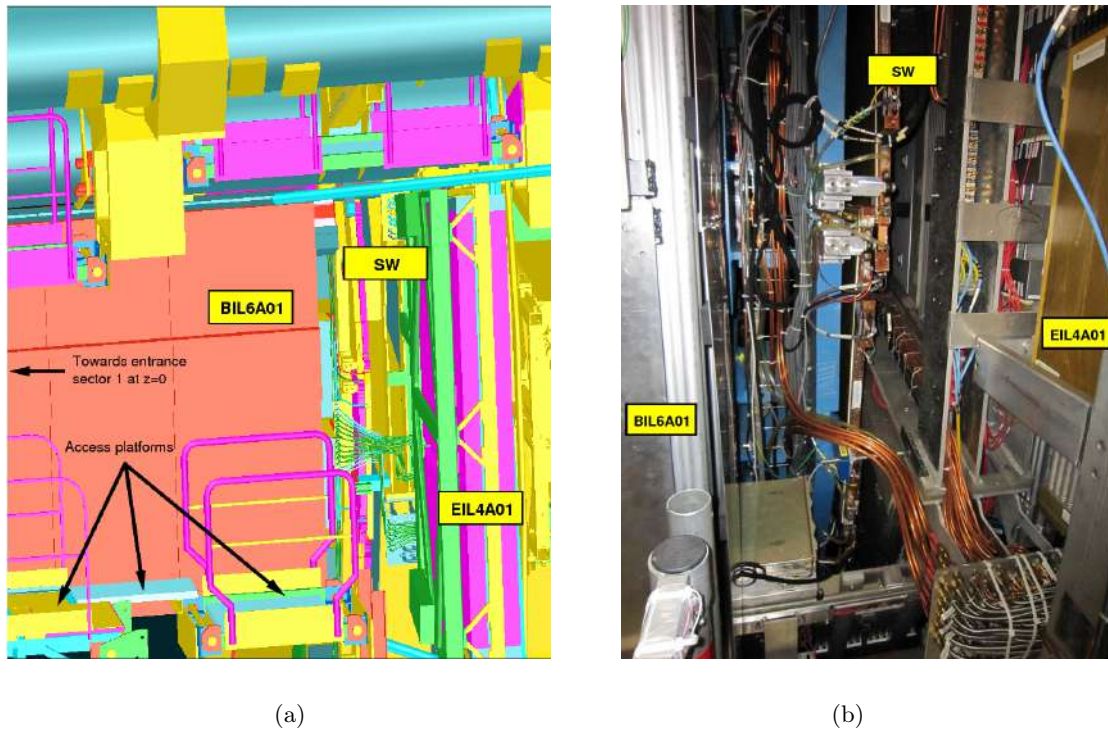 SW
BIL6A01
Towards entrance
sector 1 at z=0
Access platforms
EIL4A01
(a)
SW
EIL4A01
BIL6A01
(b)